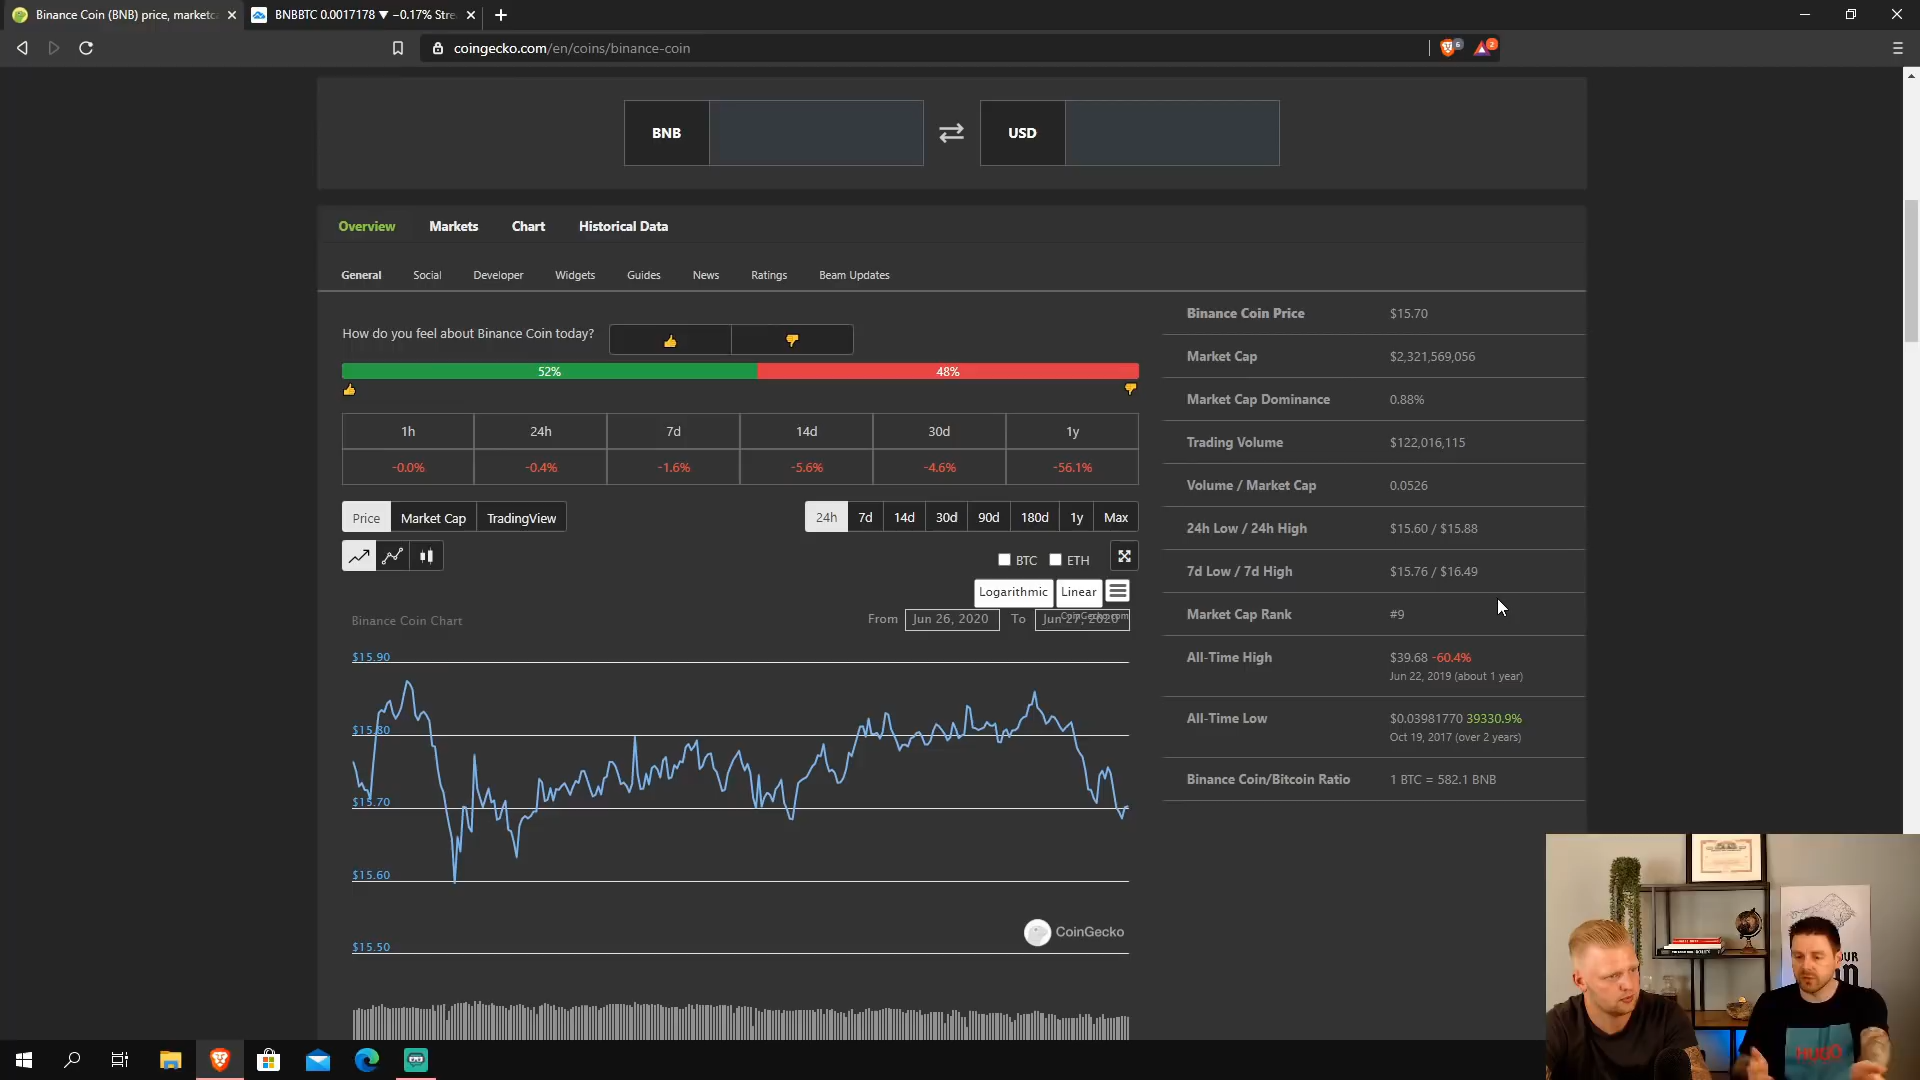 Binance Coin (BNB) price, marketca
BNBBTC 0.0017178 ▼ −0.17% Stre
coingecko.com/en/coins/binance-coin
6
2
BNB
USD
Overview Markets Chart Historical Data
General Social Developer Widgets Guides News Ratings Beam Updates
How do you feel about Binance Coin today?
52% 48%
1h 24h 7d 14d 30d 1y
-0.0% -0.4% -1.6% -5.6% -4.6% -56.1%
Price Market Cap TradingView
24h 7d 14d 30d 90d 180d 1y Max
BTC ETH
Logarithmic Linear
CoinGecko.com
Binance Coin Chart
From Jun 26, 2020 To Jun 27, 2020
$15.90
$15.80
$15.70
$15.60
$15.50
CoinGecko
Binance Coin Price $15.70
Market Cap $2,321,569,056
Market Cap Dominance 0.88%
Trading Volume $122,016,115
Volume / Market Cap 0.0526
24h Low / 24h High $15.60 / $15.88
7d Low / 7d High $15.76 / $16.49
Market Cap Rank #9
All-Time High $39.68 -60.4%
Jun 22, 2019 (about 1 year)
All-Time Low $0.03981770 39330.9%
Oct 19, 2017 (over 2 years)
Binance Coin/Bitcoin Ratio 1 BTC = 582.1 BNB
HUGO